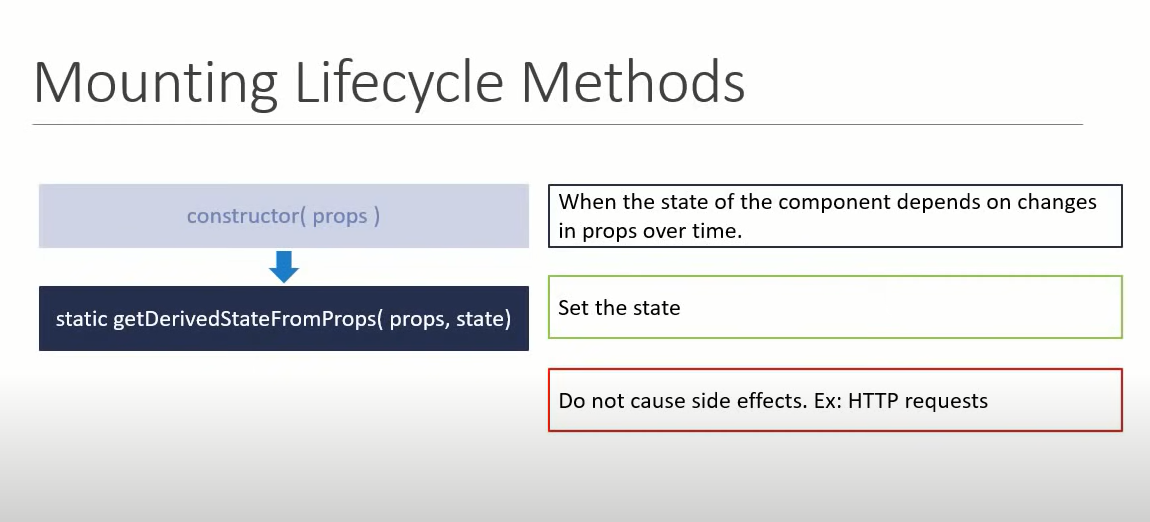 Mounting Lifecycle Methods
constructor( props )
When the state of the component depends on changes
in props over time.
static getDerivedStateFromProps( props, state)
Set the state
Do not cause side effects. Ex: HTTP requests